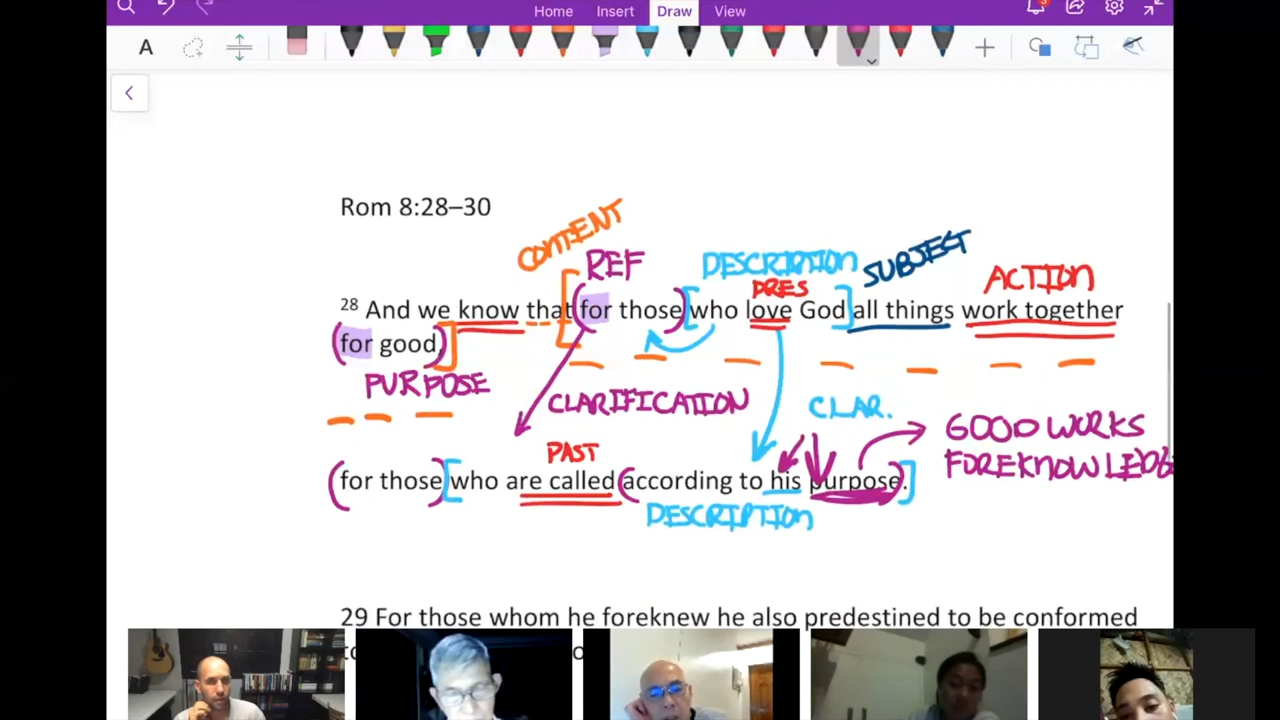 Home Insert Draw View
A
Rom 8:28–30
CONTENT
REF
DESCRIPTION
SUBJECT
PRES
ACTION
28 And we know that for those who love God all things work together
for good,
PURPOSE
CLARIFICATION
CLAR.
GOOD WORKS
FOREKNOWLEDG
PAST
(for those) [who are called (according to his purpose).]
DESCRIPTION
29 For those whom he foreknew he also predestined to be conformed